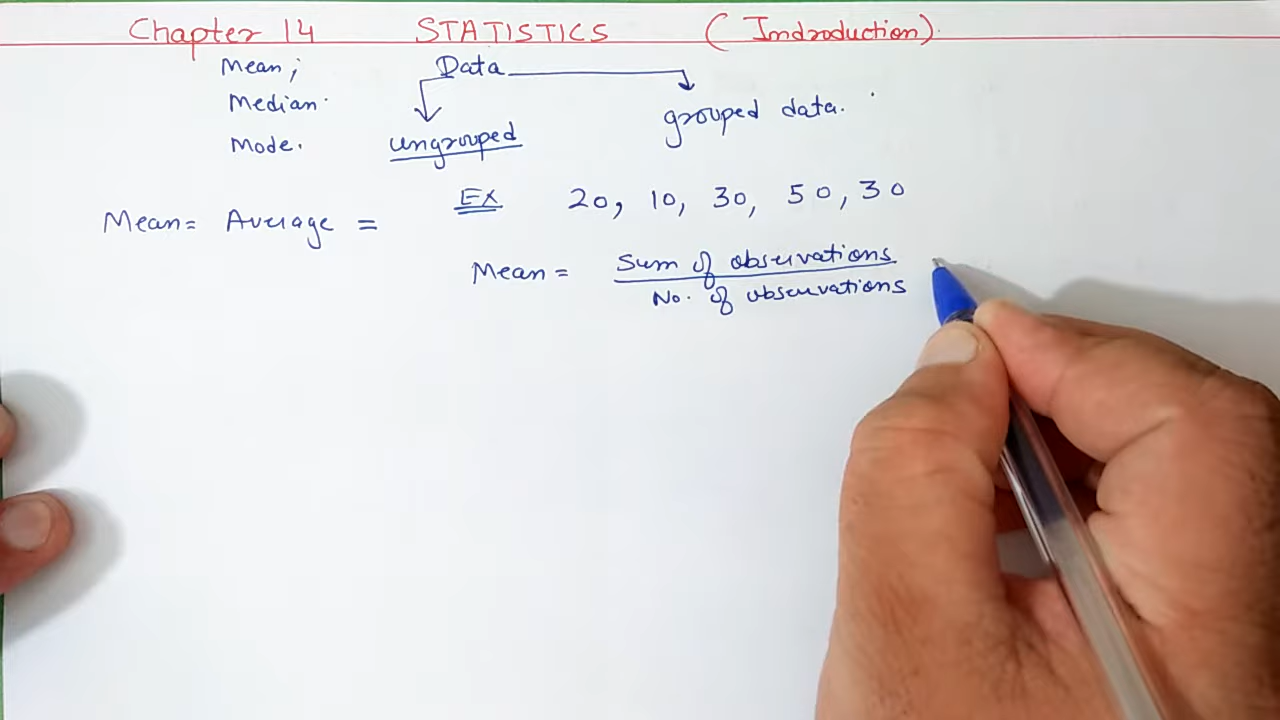 Chapter 14 STATISTICS (Indroduction)
Mean; Data
Median. grouped data.
Mode. ungrouped
EX 20, 10, 30, 50, 30
Mean = Average =
Mean = Sum of observations
No. of observations